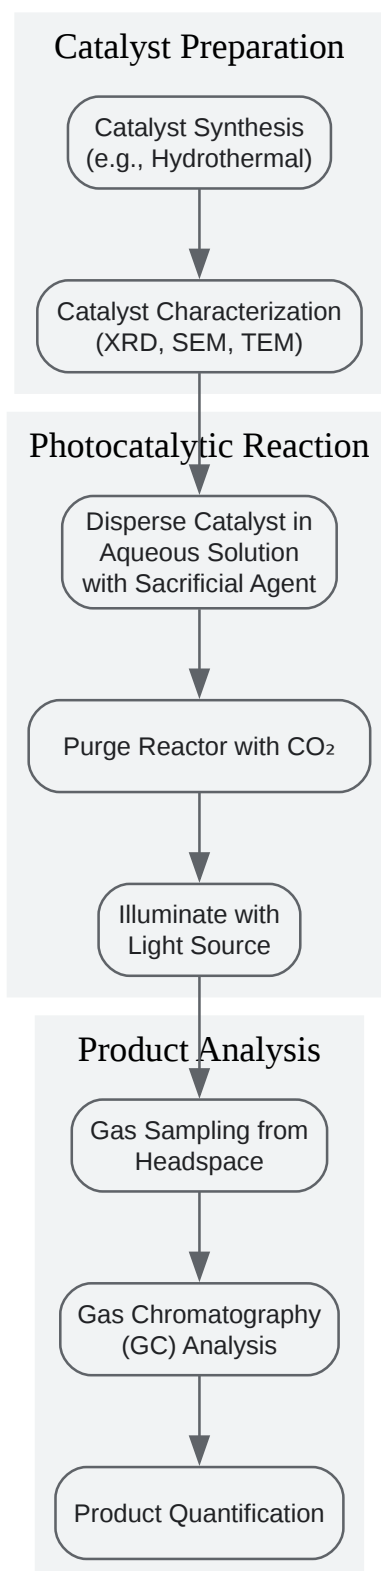 Catalyst Preparation
Catalyst Synthesis
(e.g., Hydrothermal)
Catalyst Characterization
(XRD, SEM, TEM)
Photocatalytic Reaction
Disperse Catalyst in
Aqueous Solution
with Sacrificial Agent
Purge Reactor with CO₂
Illuminate with
Light Source
Product Analysis
Gas Sampling from
Headspace
Gas Chromatography
(GC) Analysis
Product Quantification